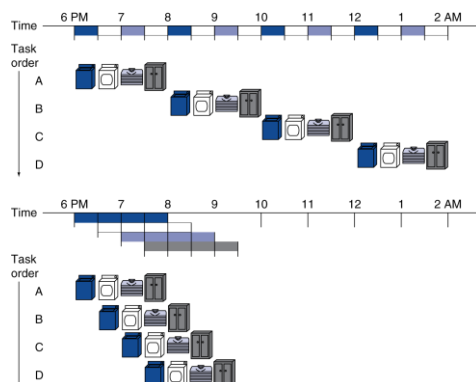 6 PM 7 8 9 10 11 12 1 2 AM
Time
Task
order
A
B
C
D
6 PM 7 8 9 10 11 12 1 2 AM
Time
Task
order
A
B
C
D